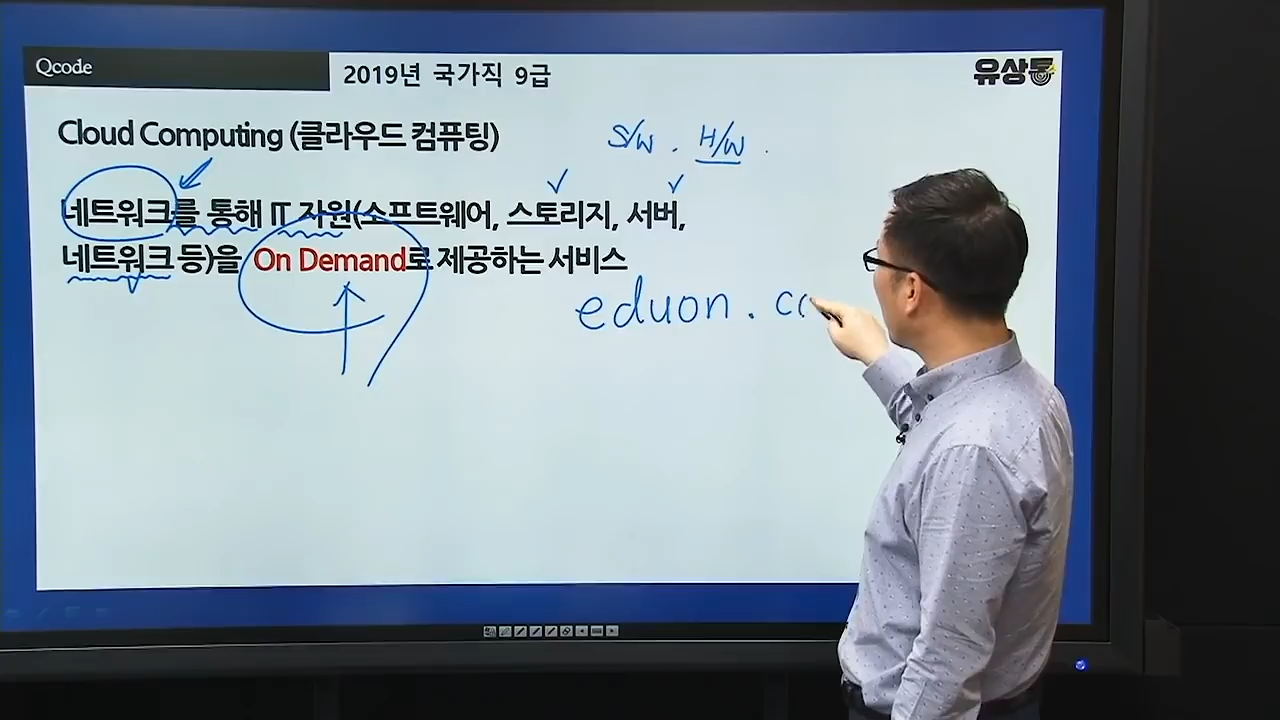 Qcode
2019년 국가직 9급
유상통
Cloud Computing (클라우드 컴퓨팅)
S/W . H/W .
네트워크를 통해 IT 자원(소프트웨어, 스토리지, 서버,
네트워크 등)을 On Demand로 제공하는 서비스
eduon.co